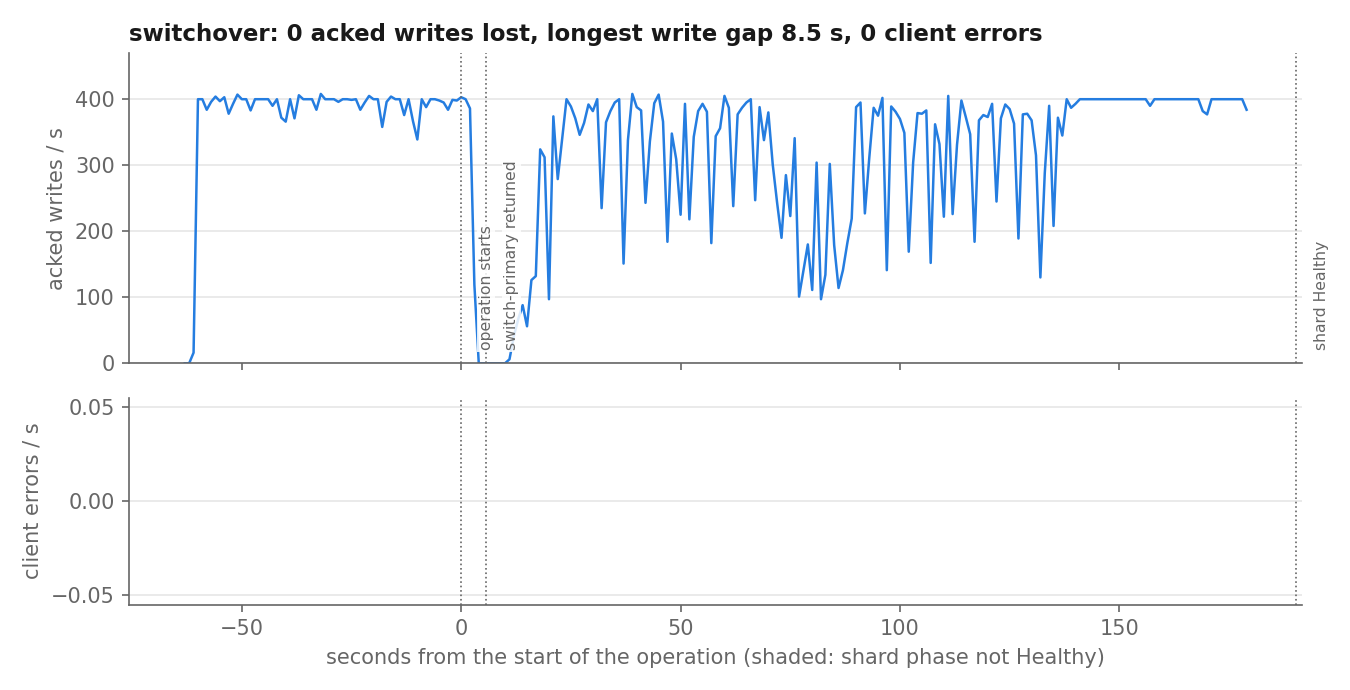 switchover: 0 acked writes lost, longest write gap 8.5 s, 0 client errors
acked writes / s
400
300
200
100
0
operation starts
switch-primary returned
shard Healthy
client errors / s
0.05
0.00
−0.05
−50
0
50
100
150
seconds from the start of the operation (shaded: shard phase not Healthy)